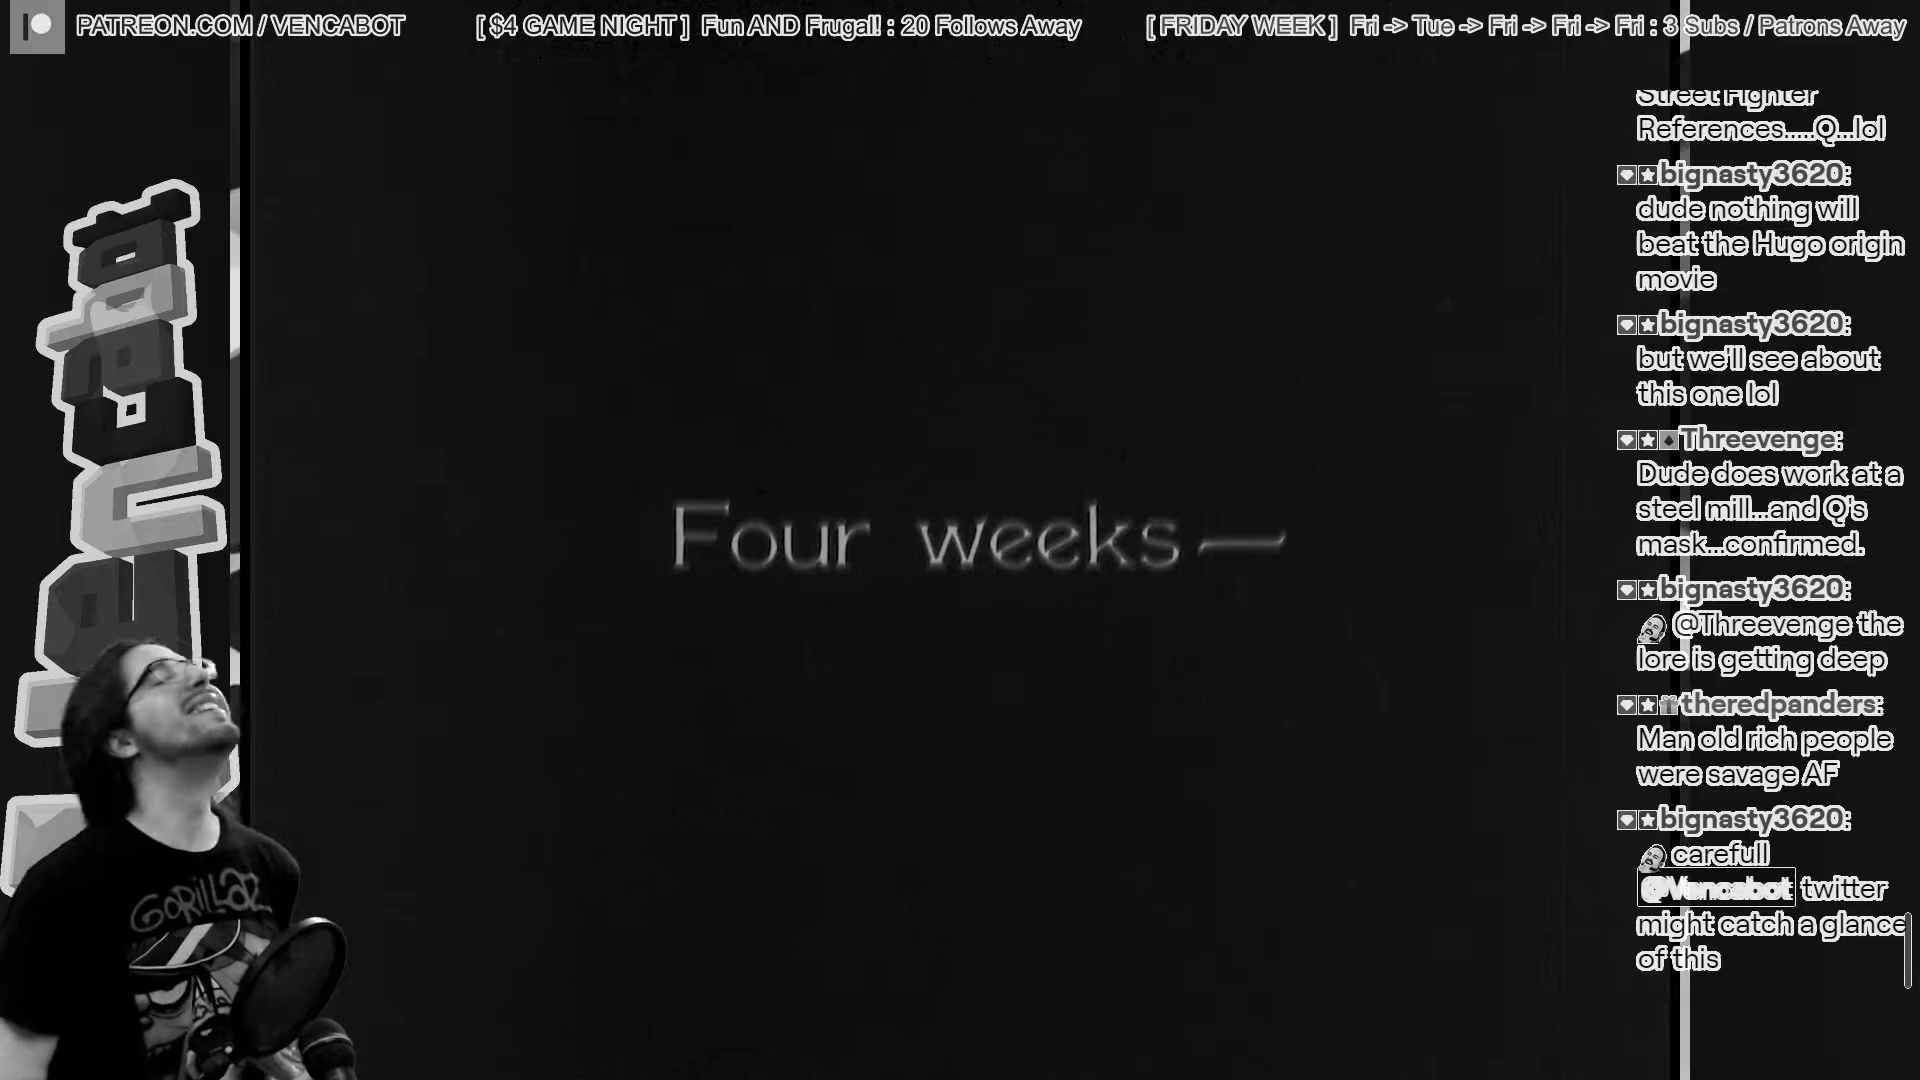 PATREON.COM / VENCABOT
[ $4 GAME NIGHT ] Fun AND Frugal! : 20 Follows Away
[ FRIDAY WEEK ] Fri -> Tue -> Fri -> Fri -> Fri : 3 Subs / Patrons Away
Street Fighter
References.....Q...lol
bignasty3620:
dude nothing will
beat the Hugo origin
movie
bignasty3620:
but we'll see about
this one lol
Threevenge:
Dude does work at a
steel mill...and Q's
mask...confirmed.
bignasty3620:
@Threevenge the
lore is getting deep
theredpanders:
Man old rich people
were savage AF
bignasty3620:
carefull
@Vencabot twitter
might catch a glance
of this
Four weeks—
GORILLAZ